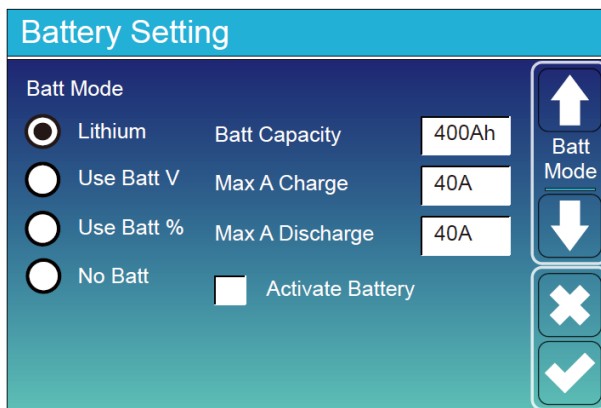 Battery Setting
Batt Mode
Lithium
Batt Capacity
400Ah
Use Batt V
Max A Charge
40A
Use Batt %
Max A Discharge
40A
No Batt
Activate Battery
Batt
Mode